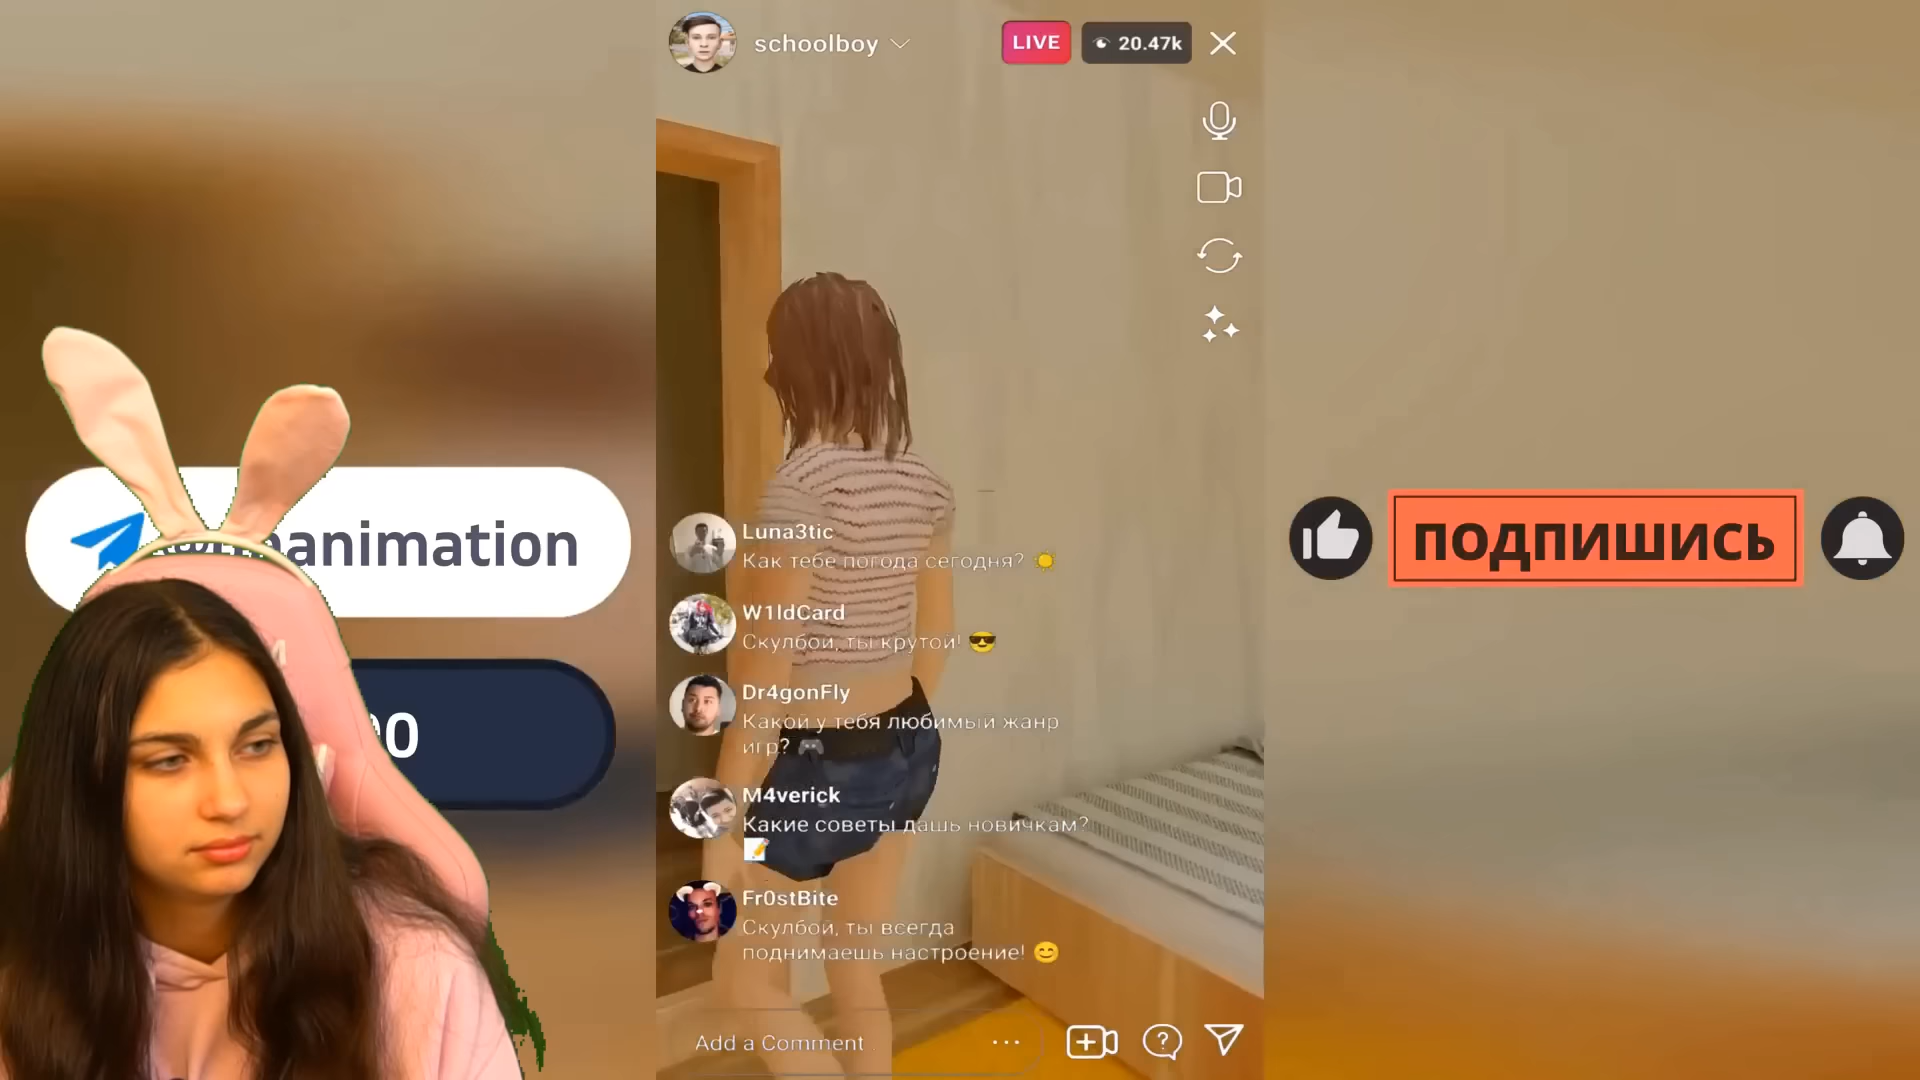 schoolboy
LIVE
20.47k
animation
Luna3tic
Как тебе погода сегодня? ☀️
W1ldCard
Скулбой, ты крутой! 😎
Dr4gonFly
Какой у тебя любимый жанр
игр? 🎮
M4verick
Какие советы дашь новичкам?
📝
Fr0stBite
Скулбой, ты всегда
поднимаешь настроение! 😊
Add a Comment
ПОДПИШИСЬ